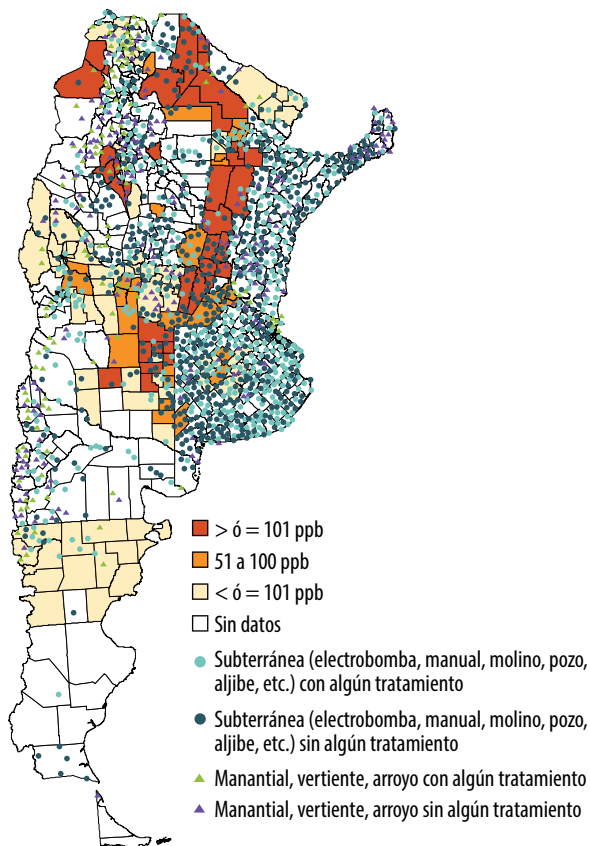 > ó = 101 ppb
51 a 100 ppb
< ó = 101 ppb
Sin datos
Subterránea (electrobomba, manual, molino, pozo,
aljibe, etc.) con algún tratamiento
Subterránea (electrobomba, manual, molino, pozo,
aljibe, etc.) sin algún tratamiento
Manantial, vertiente, arroyo con algún tratamiento
Manantial, vertiente, arroyo sin algún tratamiento